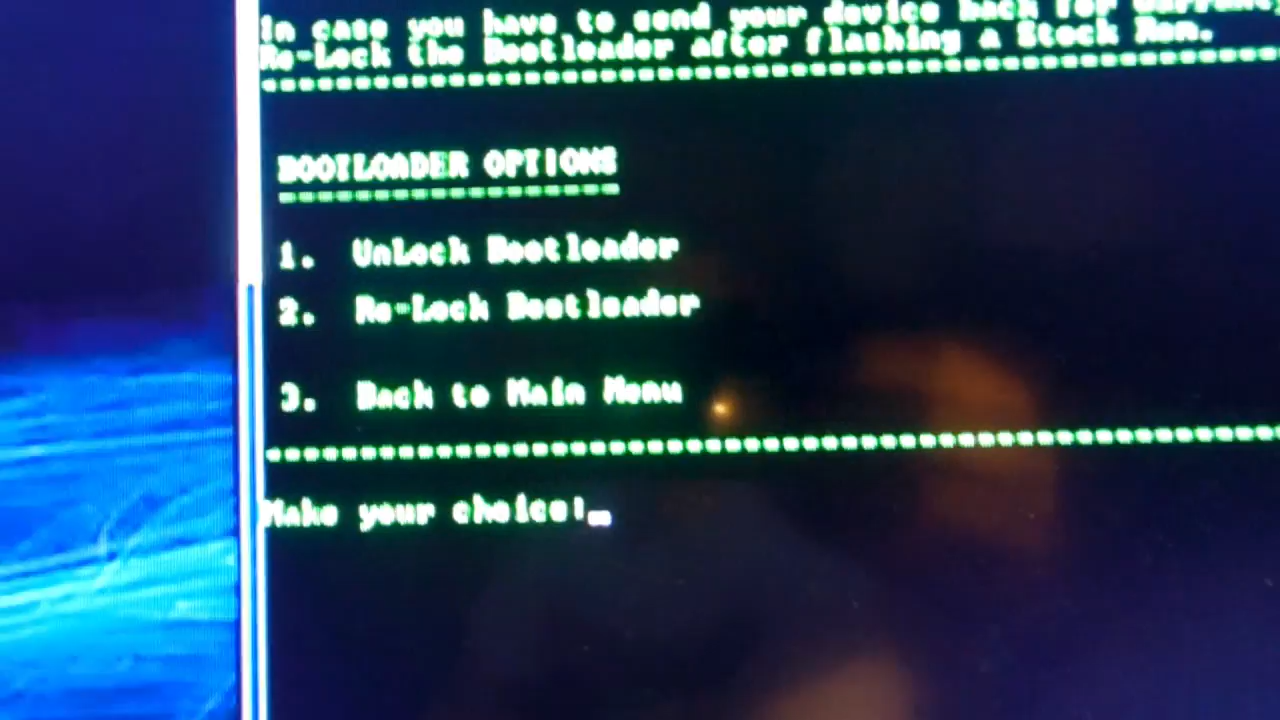 In case you have to send your device back for Warranty
Re-Lock the Bootloader after flashing a Stock Rom.
BOOTLOADER OPTIONS
1. UnLock Bootloader
2. Re-Lock Bootloader
3. Back to Main Menu
Make your choice:_